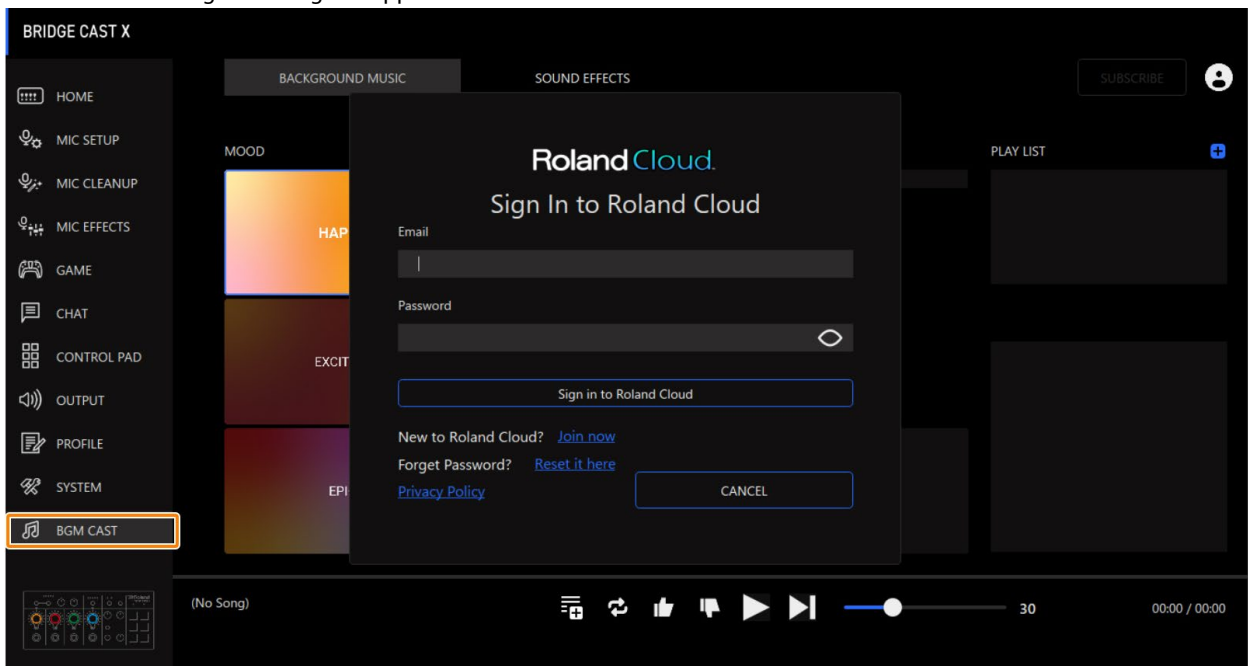 BRIDGE CAST X
HOME
MIC SETUP
MIC CLEANUP
MIC EFFECTS
GAME
CHAT
CONTROL PAD
OUTPUT
PROFILE
SYSTEM
BGM CAST
BACKGROUND MUSIC
SOUND EFFECTS
SUBSCRIBE
MOOD
HAP
EXCIT
EPI
PLAY LIST
Roland Cloud.
Sign In to Roland Cloud
Email
Password
Sign in to Roland Cloud
New to Roland Cloud? Join now
Forget Password? Reset it here
Privacy Policy
CANCEL
(No Song)
30
00:00 / 00:00